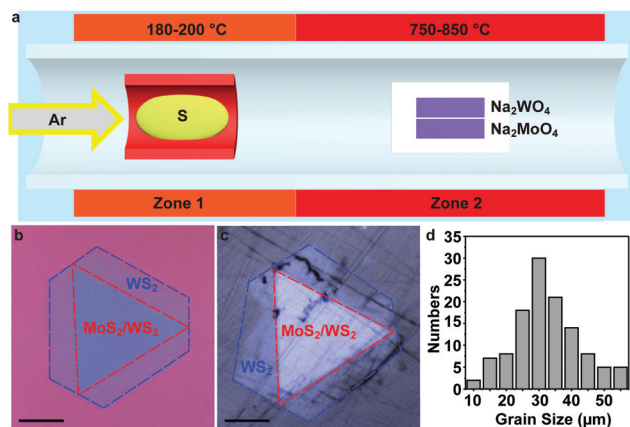 a
180-200 °C
750-850 °C
Ar
S
Na₂WO₄
Na₂MoO₄
Zone 1
Zone 2
b
WS₂
MoS₂/WS₂
c
MoS₂/WS₂
WS₂
d
35
30
25
20
15
10
5
0
Numbers
10 20 30 40 50
Grain Size (μm)